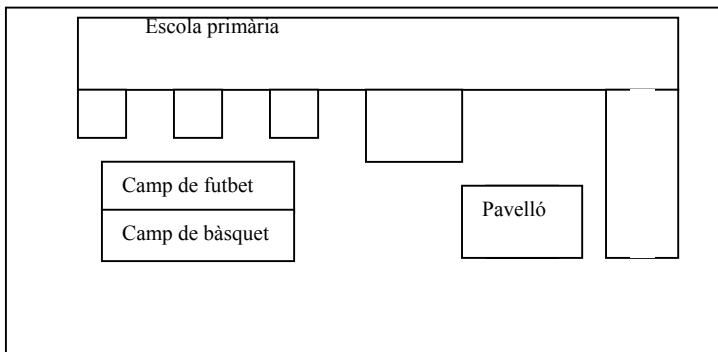 Escola primària
Camp de futbet
Camp de bàsquet
Pavelló